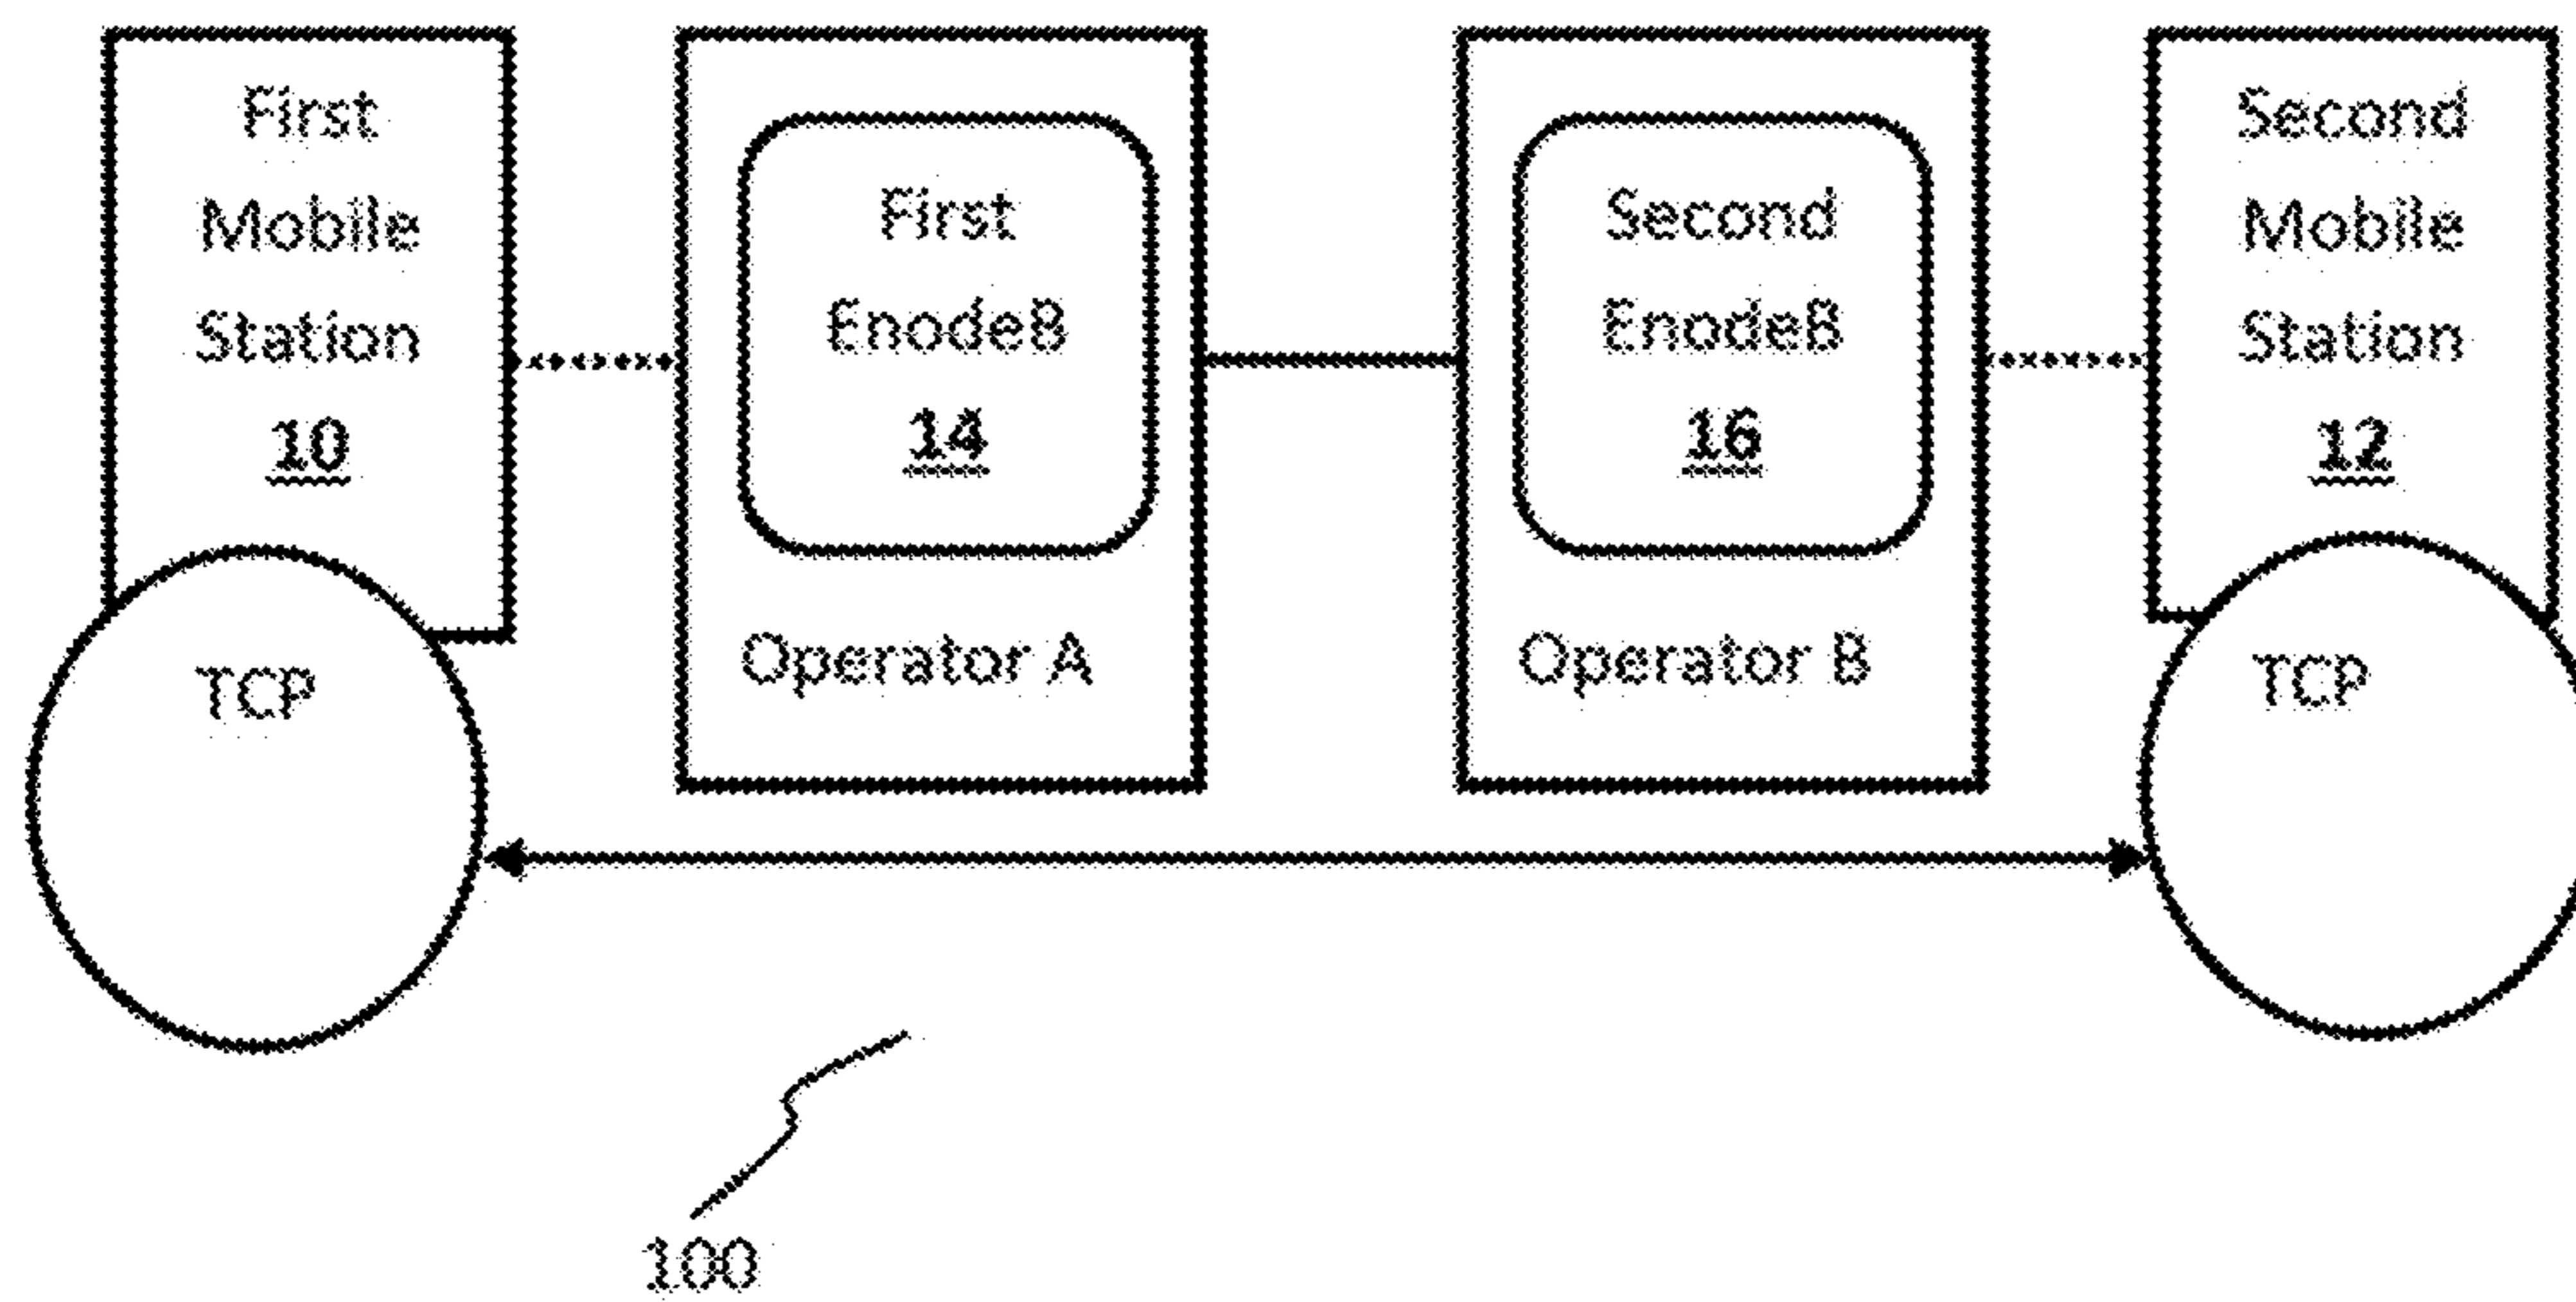 First
Mobile
Station
10
TCP
First
EnodeB
14
Operator A
Second
EnodeB
16
Operator B
Second
Mobile
Station
12
TCP
100